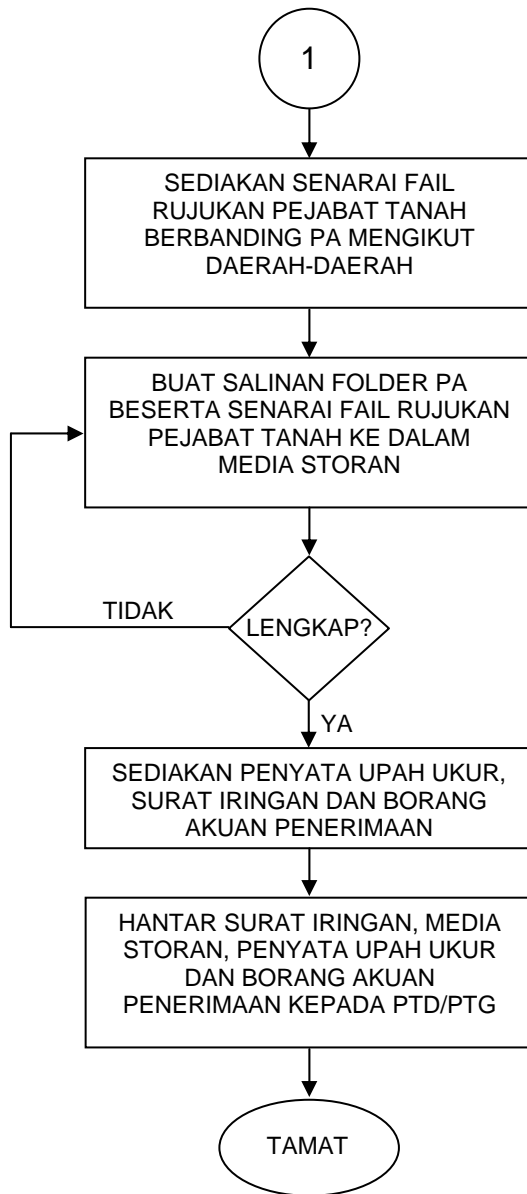 1
SEDIAKAN SENARAI FAIL
RUJUKAN PEJABAT TANAH
BERBANDING PA MENGIKUT
DAERAH-DAERAH
BUAT SALINAN FOLDER PA
BESERTA SENARAI FAIL RUJUKAN
PEJABAT TANAH KE DALAM
MEDIA STORAN
TIDAK
LENGKAP?
YA
SEDIAKAN PENYATA UPAH UKUR,
SURAT IRINGAN DAN BORANG
AKUAN PENERIMAAN
HANTAR SURAT IRINGAN, MEDIA
STORAN, PENYATA UPAH UKUR
DAN BORANG AKUAN
PENERIMAAN KEPADA PTD/PTG
TAMAT